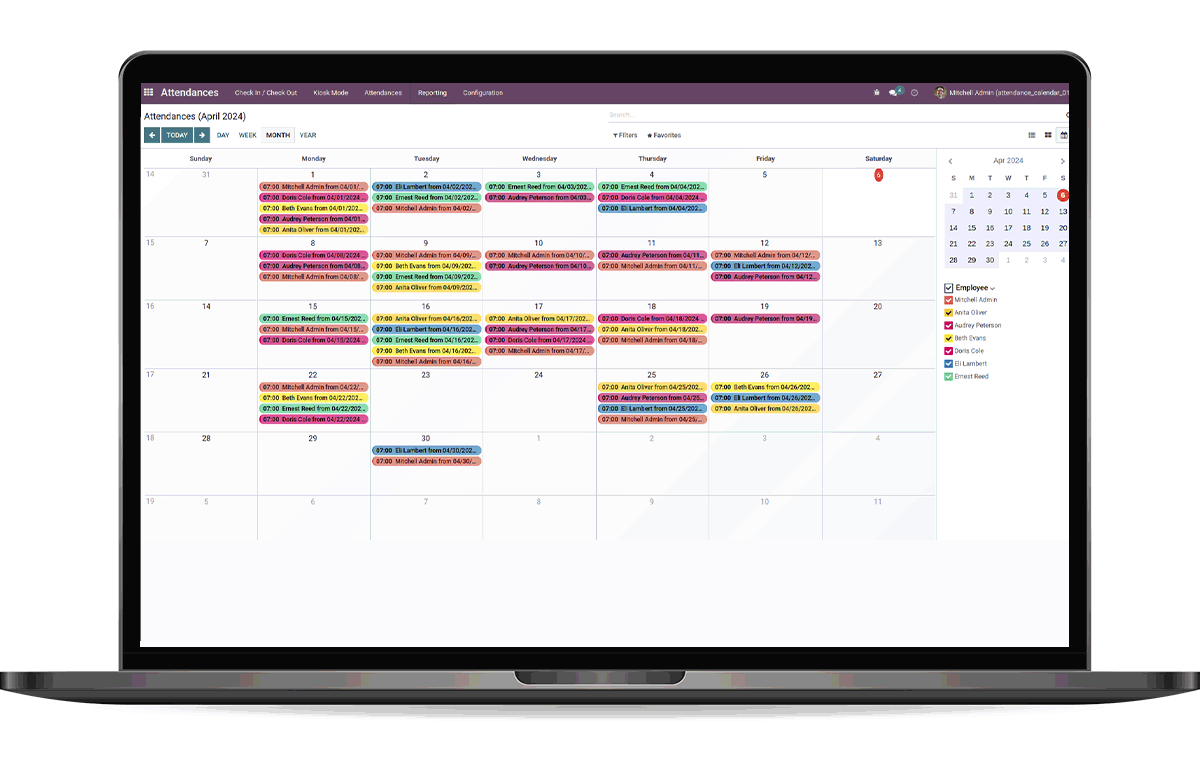 Attendances Check In / Check Out Kiosk Mode Attendances Reporting Configuration 4 Mitchell Admin (attendance_calendar_01
Attendances (April 2024) Search...
TODAY DAY WEEK MONTH YEAR Filters Favorites
Sunday Monday Tuesday Wednesday Thursday Friday Saturday
14 31 1 2 3 4 5 6
07:00 Mitchell Admin from 04/01/... 07:00 Eli Lambert from 04/02/202... 07:00 Ernest Reed from 04/03/202... 07:00 Ernest Reed from 04/04/202...
07:00 Doris Cole from 04/01/2024 ... 07:00 Ernest Reed from 04/02/202... 07:00 Audrey Peterson from 04/03... 07:00 Doris Cole from 04/04/2024 ...
07:00 Beth Evans from 04/01/202... 07:00 Mitchell Admin from 04/02/... 07:00 Eli Lambert from 04/04/202...
07:00 Audrey Peterson from 04/01...
07:00 Anita Oliver from 04/01/202...
15 7 8 9 10 11 12 13
07:00 Doris Cole from 04/08/2024 ... 07:00 Mitchell Admin from 04/09/... 07:00 Mitchell Admin from 04/10/... 07:00 Audrey Peterson from 04/11... 07:00 Mitchell Admin from 04/12/...
07:00 Audrey Peterson from 04/08... 07:00 Beth Evans from 04/09/202... 07:00 Audrey Peterson from 04/10... 07:00 Mitchell Admin from 04/11/... 07:00 Eli Lambert from 04/12/202...
07:00 Mitchell Admin from 04/08/... 07:00 Ernest Reed from 04/09/202... 07:00 Audrey Peterson from 04/12...
07:00 Anita Oliver from 04/09/202...
16 14 15 16 17 18 19 20
07:00 Ernest Reed from 04/15/202... 07:00 Anita Oliver from 04/16/202... 07:00 Anita Oliver from 04/17/202... 07:00 Doris Cole from 04/18/2024 ... 07:00 Audrey Peterson from 04/19...
07:00 Mitchell Admin from 04/15/... 07:00 Eli Lambert from 04/16/202... 07:00 Audrey Peterson from 04/17... 07:00 Anita Oliver from 04/18/202...
07:00 Doris Cole from 04/15/2024 ... 07:00 Ernest Reed from 04/16/202... 07:00 Doris Cole from 04/17/2024 ... 07:00 Mitchell Admin from 04/18/...
07:00 Beth Evans from 04/16/202... 07:00 Mitchell Admin from 04/17/...
07:00 Mitchell Admin from 04/16/...
17 21 22 23 24 25 26 27
07:00 Mitchell Admin from 04/22/... 07:00 Anita Oliver from 04/25/202... 07:00 Beth Evans from 04/26/202...
07:00 Beth Evans from 04/22/202... 07:00 Audrey Peterson from 04/25... 07:00 Eli Lambert from 04/26/202...
07:00 Ernest Reed from 04/22/202... 07:00 Eli Lambert from 04/25/202... 07:00 Anita Oliver from 04/26/202...
07:00 Doris Cole from 04/22/2024 ... 07:00 Mitchell Admin from 04/25/...
18 28 29 30 1 2 3 4
07:00 Eli Lambert from 04/30/202...
07:00 Mitchell Admin from 04/30/...
19 5 6 7 8 9 10 11
Apr 2024
S M T W T F S
31 1 2 3 4 5 6
7 8 9 10 11 12 13
14 15 16 17 18 19 20
21 22 23 24 25 26 27
28 29 30 1 2 3 4
Employee
Mitchell Admin
Anita Oliver
Audrey Peterson
Beth Evans
Doris Cole
Eli Lambert
Ernest Reed